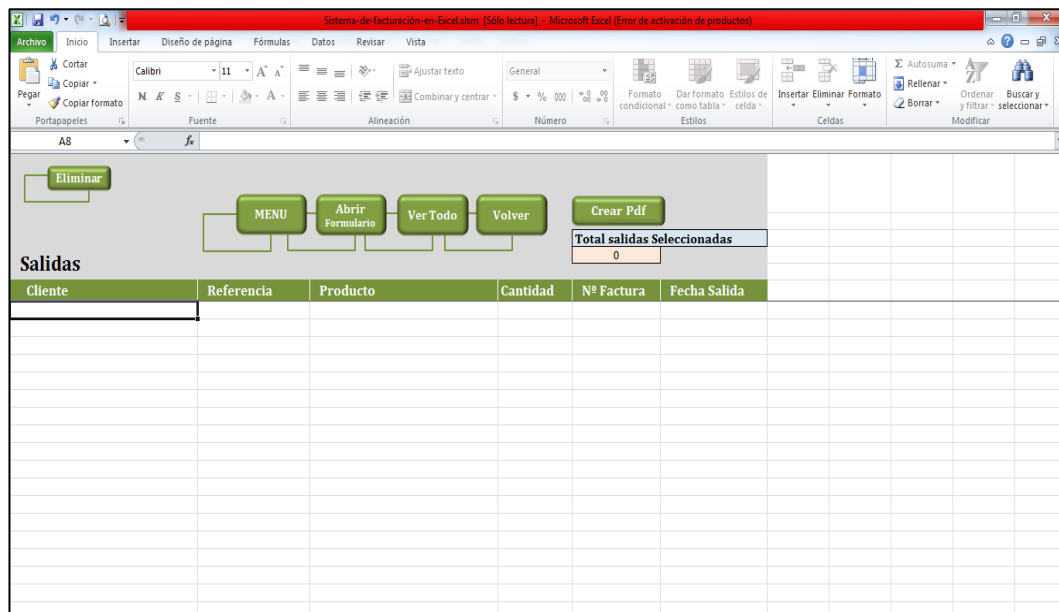 Sistema-de-facturación-en-Excel.xlsm [Sólo lectura] - Microsoft Excel (Error de activación de productos)
Archivo Inicio Insertar Diseño de página Fórmulas Datos Revisar Vista
Pegar Cortar Copiar Copiar formato
Portapapeles
Calibri 11 A A
N K S A
Fuente
Ajustar texto
Combinar y centrar
Alineación
General
$ % 000
Número
Formato condicional Dar formato como tabla Estilos de celda
Estilos
Insertar Eliminar Formato
Celdas
Σ Autosuma
Rellenar
Borrar
Ordenar y filtrar Buscar y seleccionar
Modificar
A8 fx
Eliminar
MENU Abrir Formulario Ver Todo Volver Crear Pdf
Total salidas Seleccionadas
0
Salidas
Cliente Referencia Producto Cantidad Nº Factura Fecha Salida